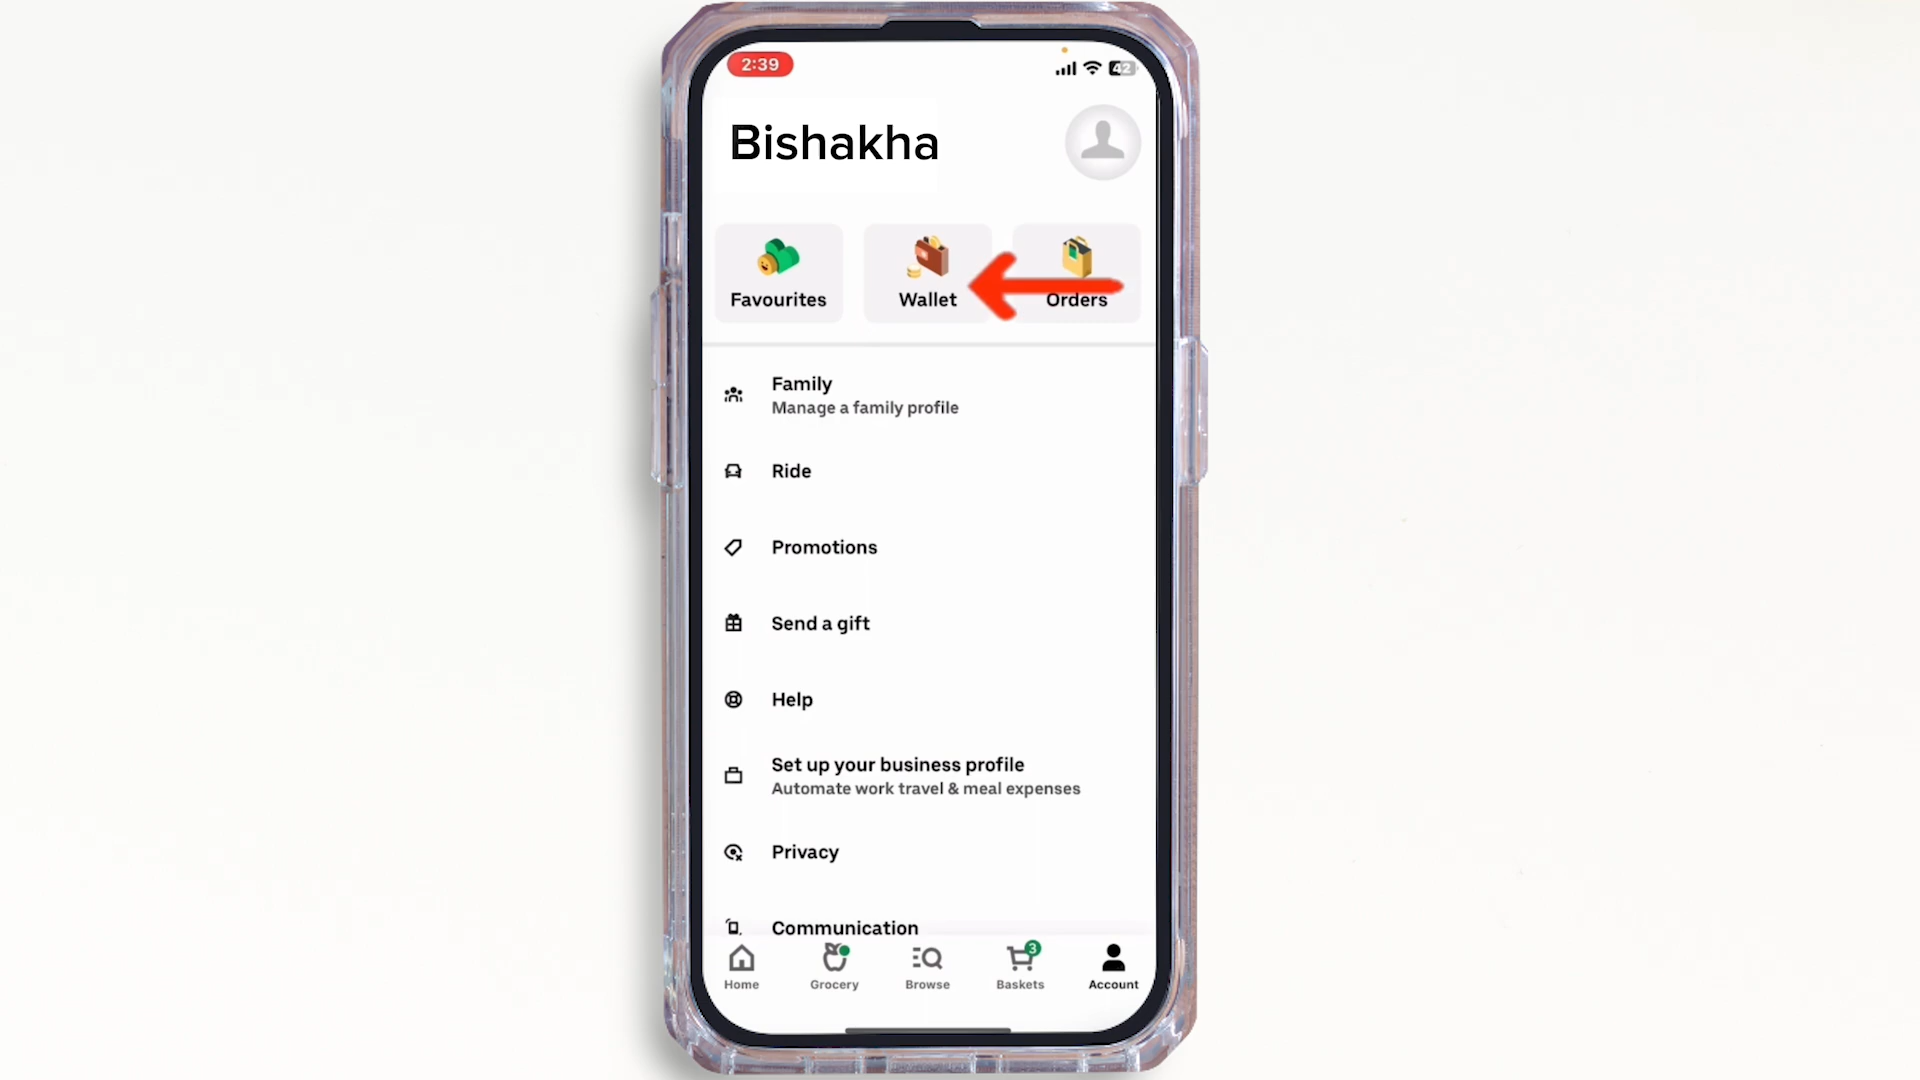 2:39
42
Bishakha
Favourites
Wallet
Orders
Family
Manage a family profile
Ride
Promotions
Send a gift
Help
Set up your business profile
Automate work travel & meal expenses
Privacy
Communication
3
Home
Grocery
Browse
Baskets
Account